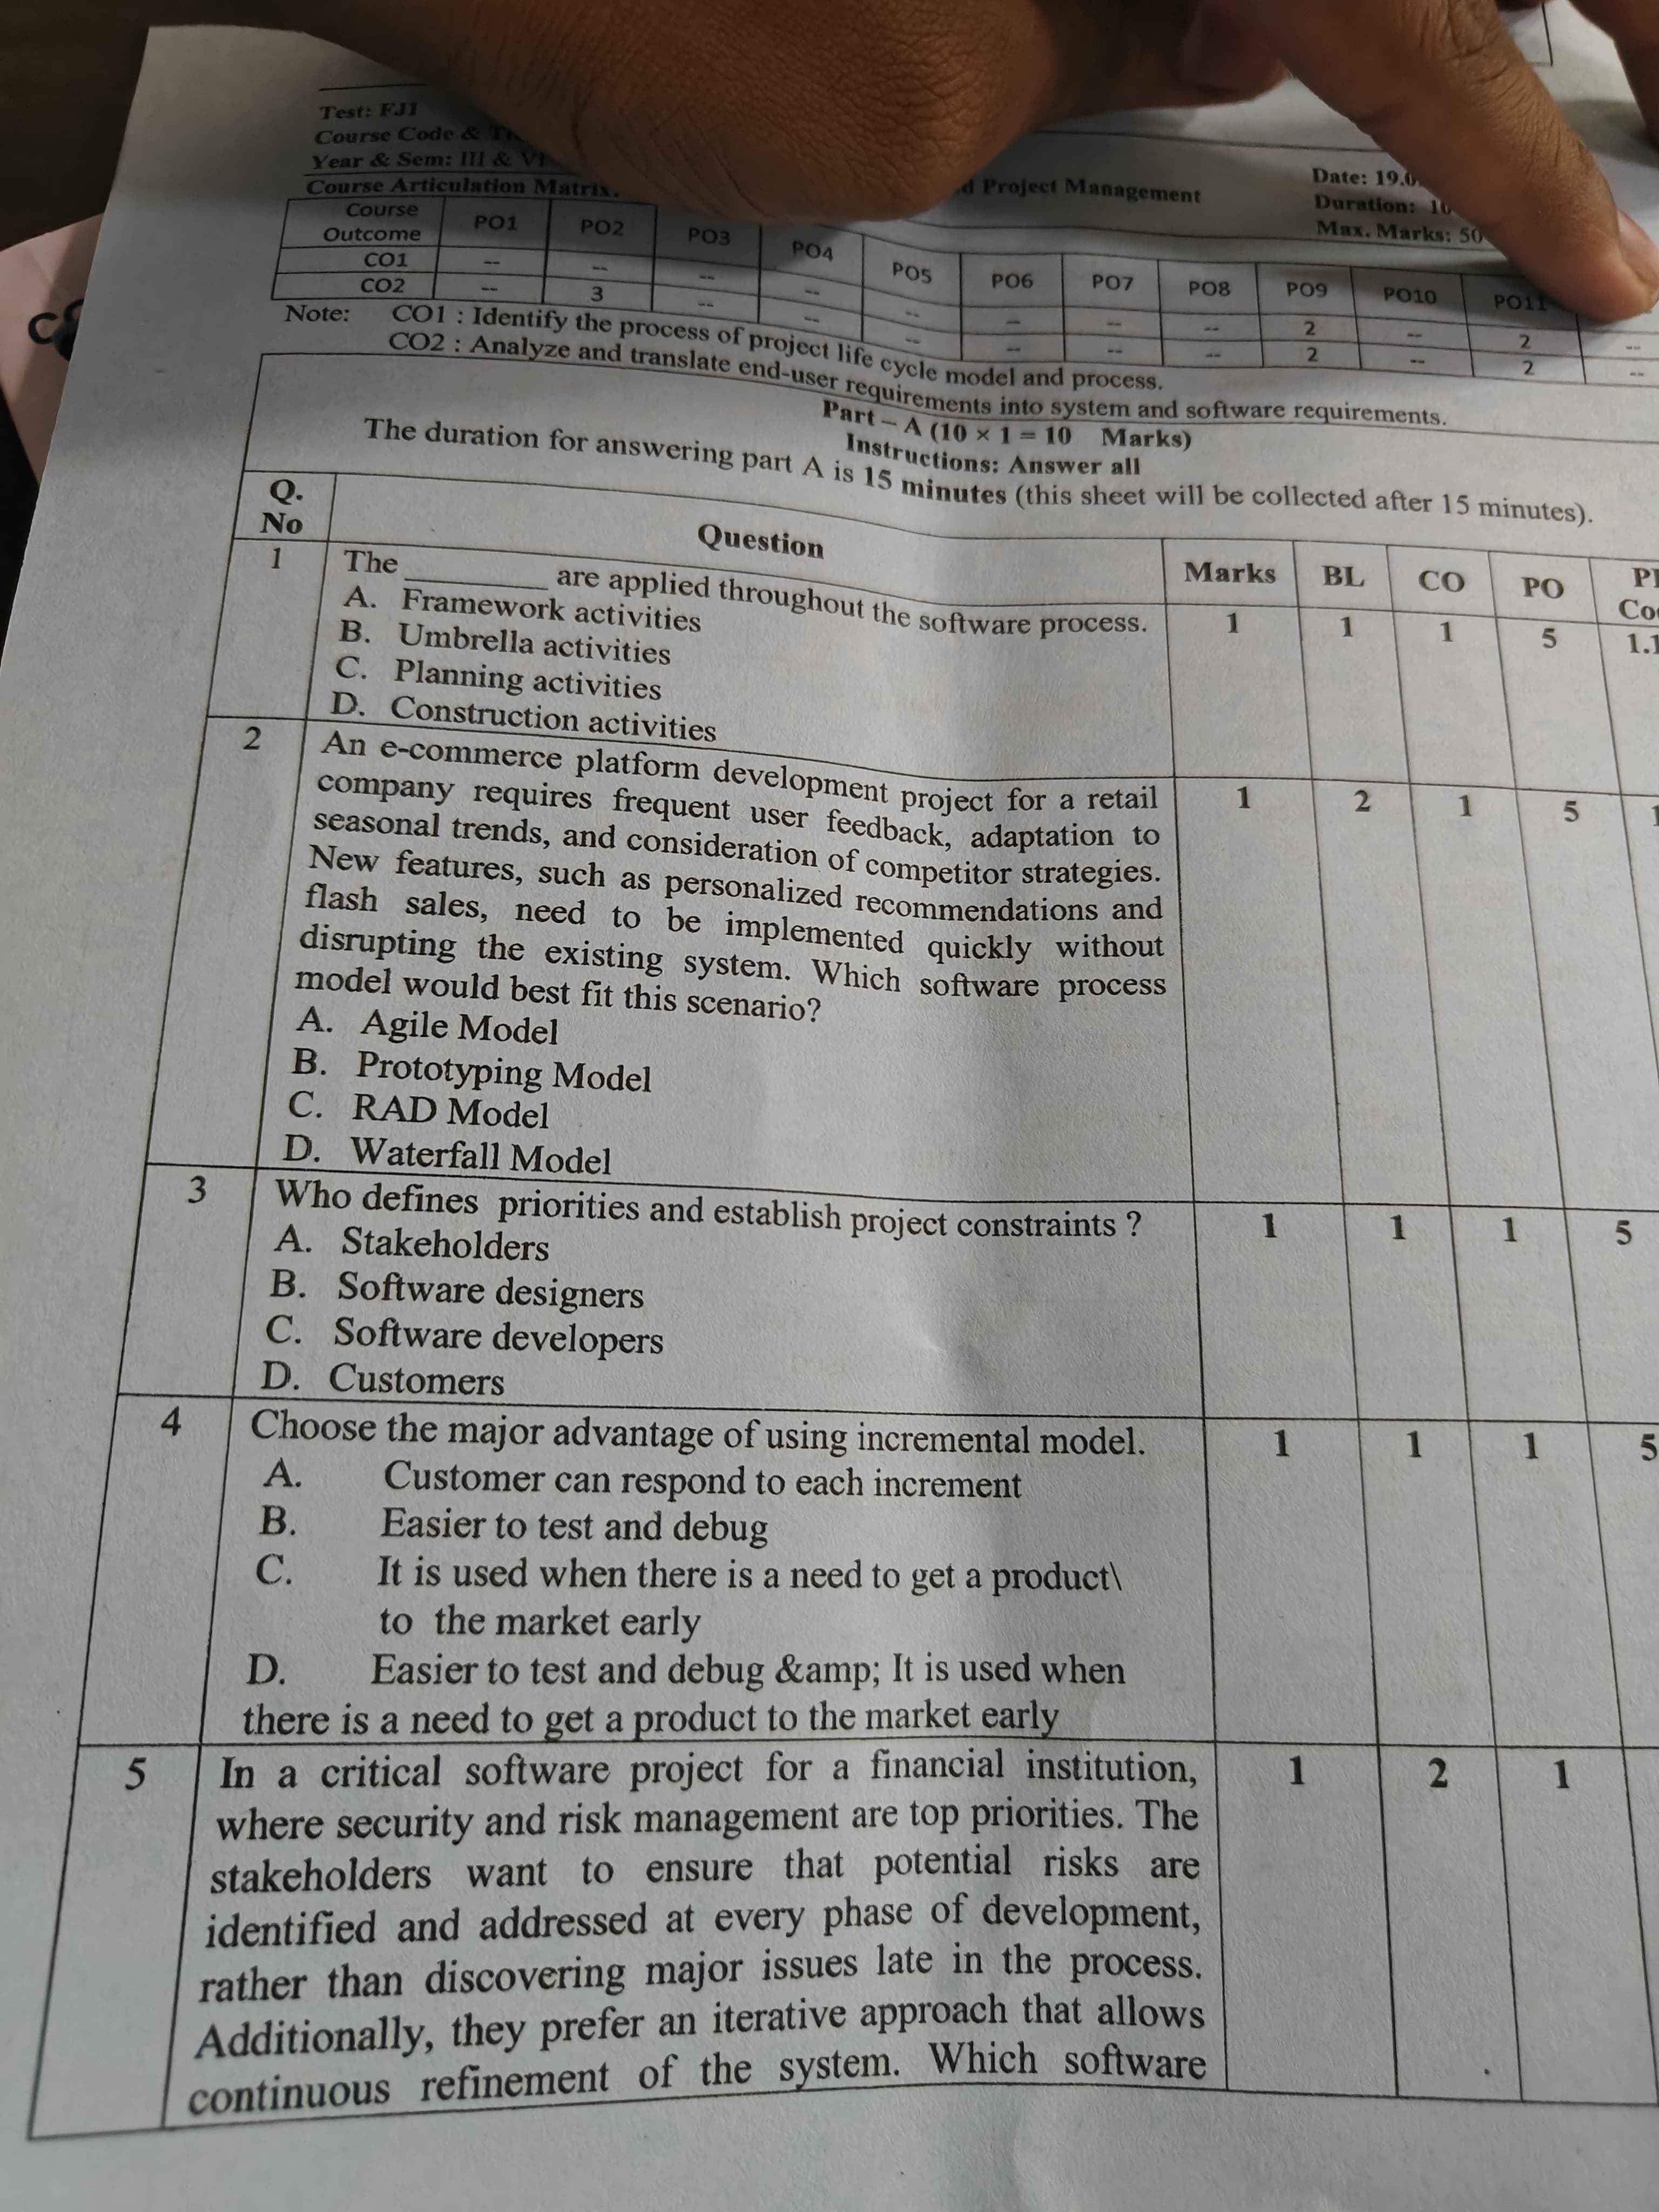 Test: FJ1
Course Code &
Year & Sem: III & VI
Course Articulation Matrix.
Project Management
Date: 19.0
Duration:
Max. Marks: 50
Course Outcome PO1 PO2 PO3 PO4 PO5 PO6 PO7 PO8 PO9 PO10 PO11
CO1 -- -- -- -- -- -- -- -- 2 -- 2 --
CO2 -- 3 -- -- -- -- -- -- 2 -- 2 --
Note: CO1 : Identify the process of project life cycle model and process.
CO2 : Analyze and translate end-user requirements into system and software requirements.
Part – A (10 × 1 = 10 Marks)
Instructions: Answer all
The duration for answering part A is 15 minutes (this sheet will be collected after 15 minutes).
Q. No Question Marks BL CO PO
1 The ________ are applied throughout the software process. 1 1 1 5
A. Framework activities
B. Umbrella activities
C. Planning activities
D. Construction activities
2 An e-commerce platform development project for a retail 1 2 1 5
company requires frequent user feedback, adaptation to
seasonal trends, and consideration of competitor strategies.
New features, such as personalized recommendations and
flash sales, need to be implemented quickly without
disrupting the existing system. Which software process
model would best fit this scenario?
A. Agile Model
B. Prototyping Model
C. RAD Model
D. Waterfall Model
3 Who defines priorities and establish project constraints ? 1 1 1 5
A. Stakeholders
B. Software designers
C. Software developers
D. Customers
4 Choose the major advantage of using incremental model. 1 1 1 5
A. Customer can respond to each increment
B. Easier to test and debug
C. It is used when there is a need to get a product\
to the market early
D. Easier to test and debug &amp; It is used when
there is a need to get a product to the market early
5 In a critical software project for a financial institution, 1 2 1
where security and risk management are top priorities. The
stakeholders want to ensure that potential risks are
identified and addressed at every phase of development,
rather than discovering major issues late in the process.
Additionally, they prefer an iterative approach that allows
continuous refinement of the system. Which software